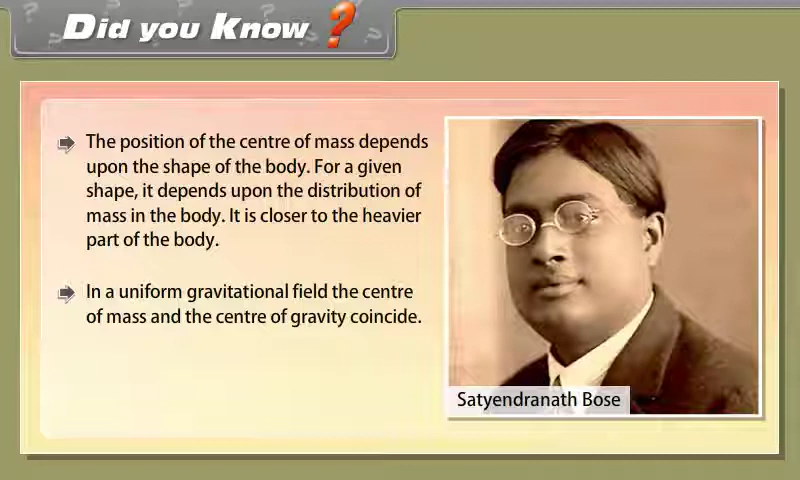 Did you Know ?
The position of the centre of mass depends
upon the shape of the body. For a given
shape, it depends upon the distribution of
mass in the body. It is closer to the heavier
part of the body.
In a uniform gravitational field the centre
of mass and the centre of gravity coincide.
Satyendranath Bose